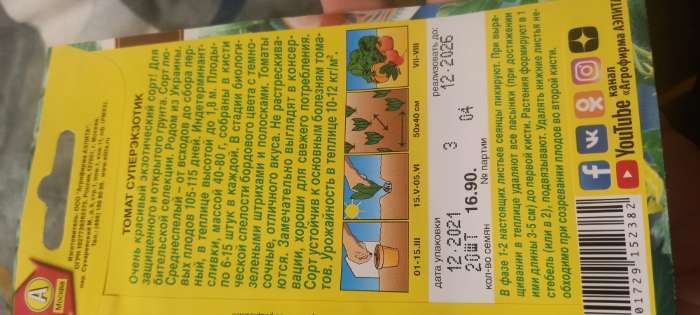 ТОМАТ СУПЕРЭКЗОТИК
Очень красивый экзотический сорт! Для
защищенного и открытого грунта. Сорт лю-
бительской селекции. Родом из Украины.
Среднеспелый – от всходов до сбора пер-
вых плодов 105-115 дней. Индетерминант-
ный, в теплице высотой до 1,8 м. Плоды-
сливки, массой 40-80 г, собраны в кисти
по 6-15 штук в каждой. В стадии биологи-
ческой спелости бордового цвета с темно-
зелеными штрихами и полосками. Томаты
сочные, отличного вкуса. Не растрескива-
ются. Замечательно выглядят в консер-
вации, хороши для свежего потребления.
Сорт устойчив к основным болезням тома-
тов. Урожайность в теплице 10-12 кг/м².
01-15.III
15.V-05.VI
50х40 см
VII-VIII
дата упаковки
12.2021
20ШТ
кол-во семян
16.90.
3
№ партии
04
реализовать до:
12.2026
В фазе 1-2 настоящих листьев сеянцы пикируют. При выра-
щивании в теплице удаляют все пасынки (при достижении
ими длины 3-5 см) до первой кисти. Растения формируют в 1
стебель (или в 2), подвязывают. Удалять нижние листья не-
обходимо при созревании плодов во второй кисти.
YouTube канал
«Агрофирма АЭЛИТА»
01729 152382
Москва